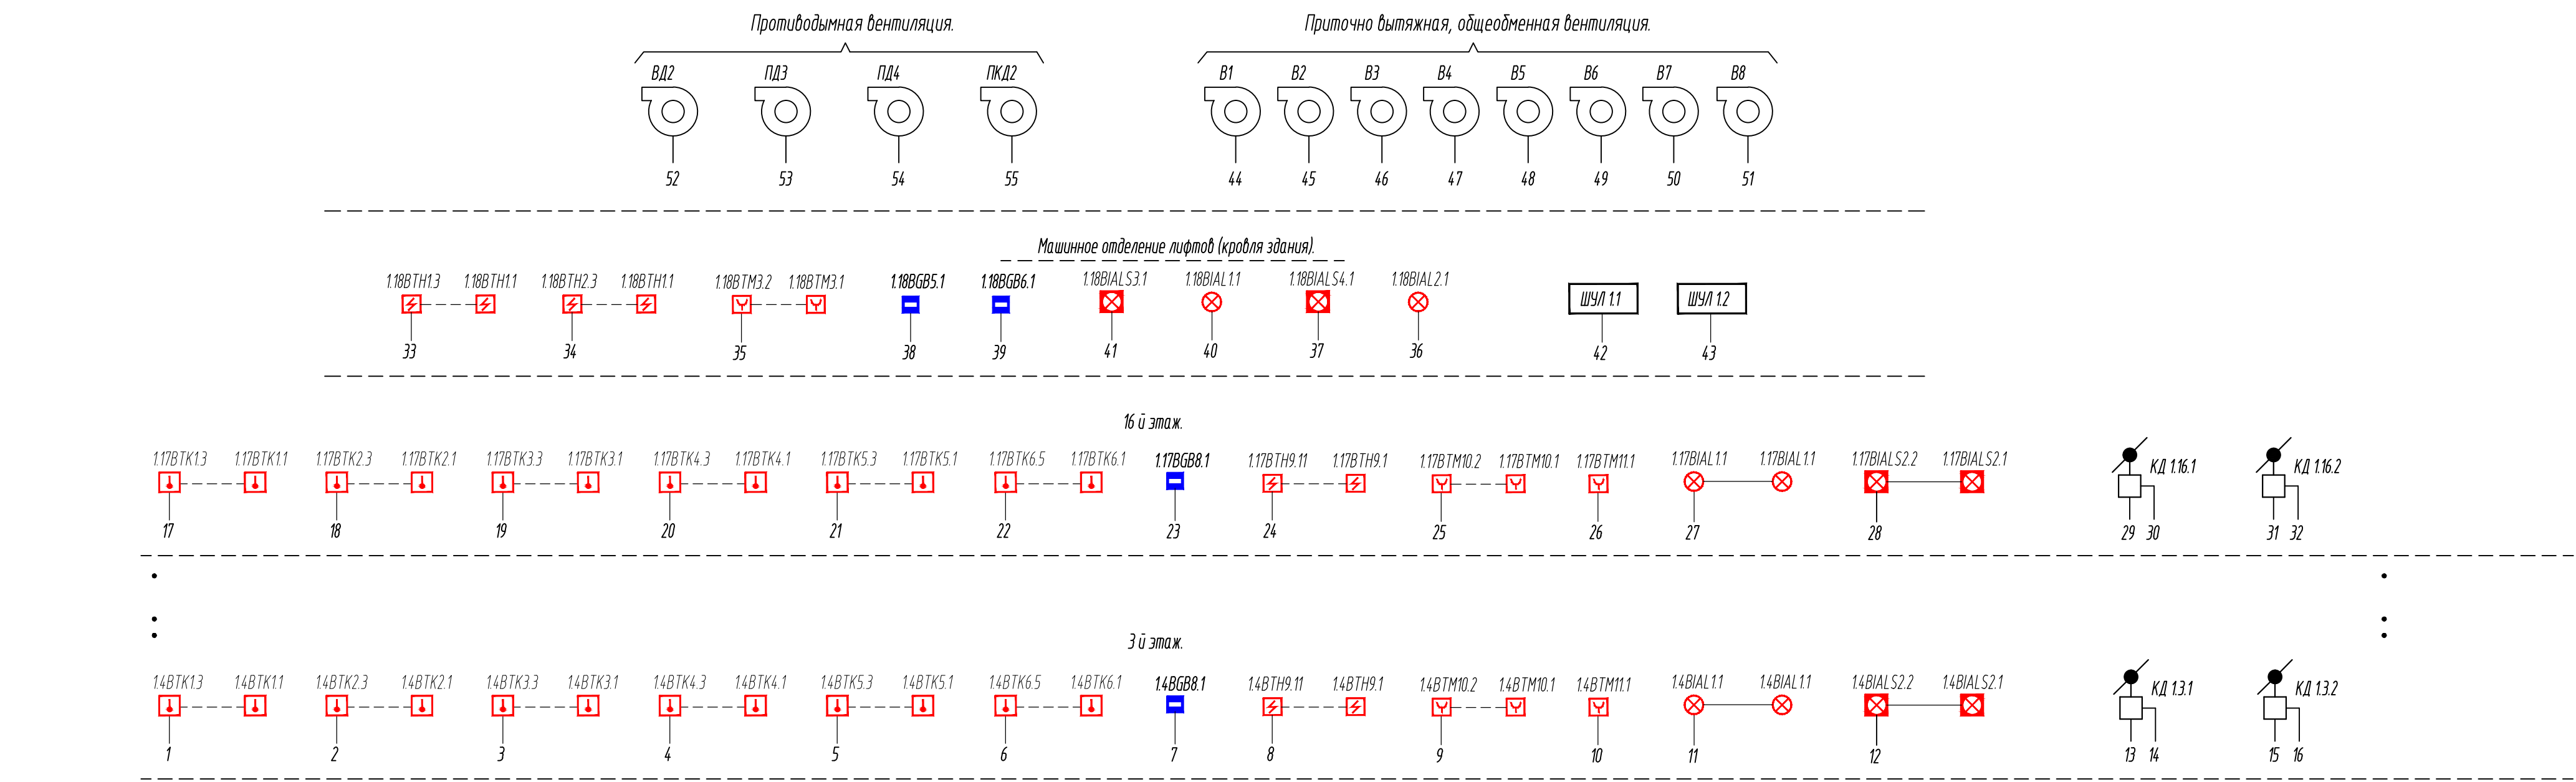 Противодымная вентиляция. Приточно вытяжная, общеобменная вентиляция.
ВД2 ПД3 ПД4 ПКД2 В1 В2 В3 В4 В5 В6 В7 В8
52 53 54 55 44 45 46 47 48 49 50 51
Машинное отделение лифтов (кровля здания).
1.18BTH1.3 1.18BTH1.1 1.18BTH2.3 1.18BTH1.1 1.18BTM3.2 1.18BTM3.1 1.18BGB5.1 1.18BGB6.1 1.18BIALS3.1 1.18BIAL1.1 1.18BIALS4.1 1.18BIAL2.1
ШУЛ 1.1 ШУЛ 1.2
33 34 35 38 39 41 40 37 36 42 43
16 й этаж.
1.17BTK1.3 1.17BTK1.1 1.17BTK2.3 1.17BTK2.1 1.17BTK3.3 1.17BTK3.1 1.17BTK4.3 1.17BTK4.1 1.17BTK5.3 1.17BTK5.1 1.17BTK6.5 1.17BTK6.1 1.17BGB8.1 1.17BTH9.11 1.17BTH9.1 1.17BTM10.2 1.17BTM10.1 1.17BTM11.1 1.17BIAL1.1 1.17BIAL1.1 1.17BIALS2.2 1.17BIALS2.1 КД 1.16.1 КД 1.16.2
17 18 19 20 21 22 23 24 25 26 27 28 29 30 31 32
3 й этаж.
1.4BTK1.3 1.4BTK1.1 1.4BTK2.3 1.4BTK2.1 1.4BTK3.3 1.4BTK3.1 1.4BTK4.3 1.4BTK4.1 1.4BTK5.3 1.4BTK5.1 1.4BTK6.5 1.4BTK6.1 1.4BGB8.1 1.4BTH9.11 1.4BTH9.1 1.4BTM10.2 1.4BTM10.1 1.4BTM11.1 1.4BIAL1.1 1.4BIAL1.1 1.4BIALS2.2 1.4BIALS2.1 КД 1.3.1 КД 1.3.2
1 2 3 4 5 6 7 8 9 10 11 12 13 14 15 16